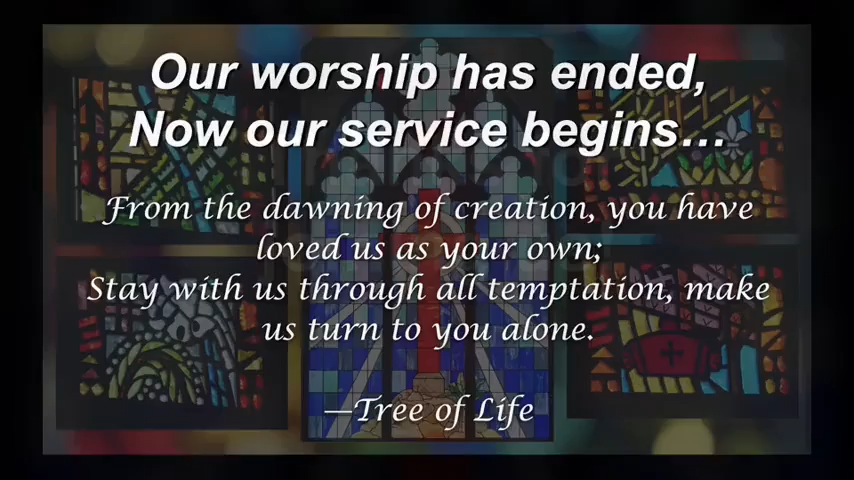 Our worship has ended,
Now our service begins…
From the dawning of creation, you have
loved us as your own;
Stay with us through all temptation, make
us turn to you alone.
—Tree of Life